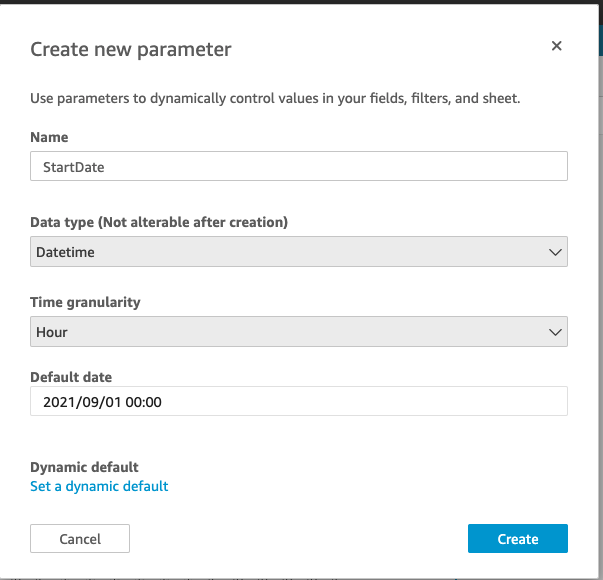 Create new parameter
Use parameters to dynamically control values in your fields, filters, and sheet.
Name
StartDate
Data type (Not alterable after creation)
Datetime
Time granularity
Hour
Default date
2021/09/01 00:00
Dynamic default
Set a dynamic default
Cancel Create